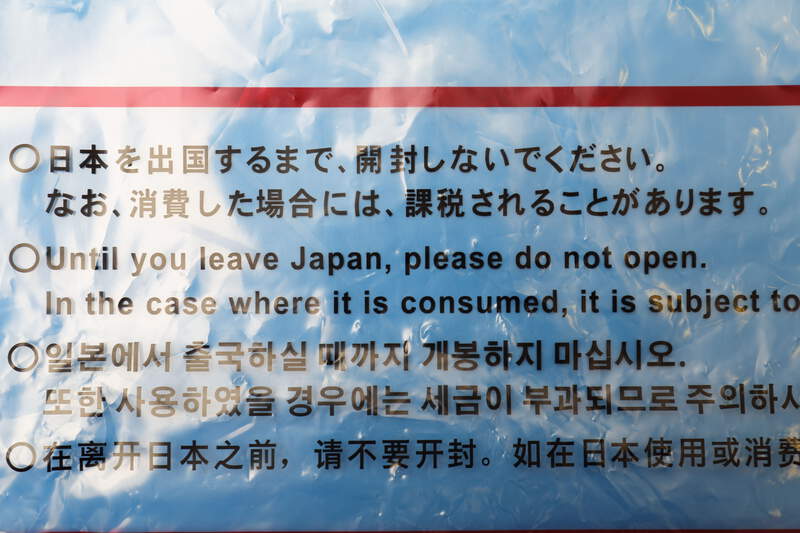 ○日本を出国するまで、開封しないでください。
なお、消費した場合には、課税されることがあります。
○Until you leave Japan, please do not open.
In the case where it is consumed, it is subject to
○일본에서 출국하실 때까지 개봉하지 마십시오.
또한 사용하였을 경우에는 세금이 부과되므로 주의하시
○在离开日本之前，请不要开封。如在日本使用或消费